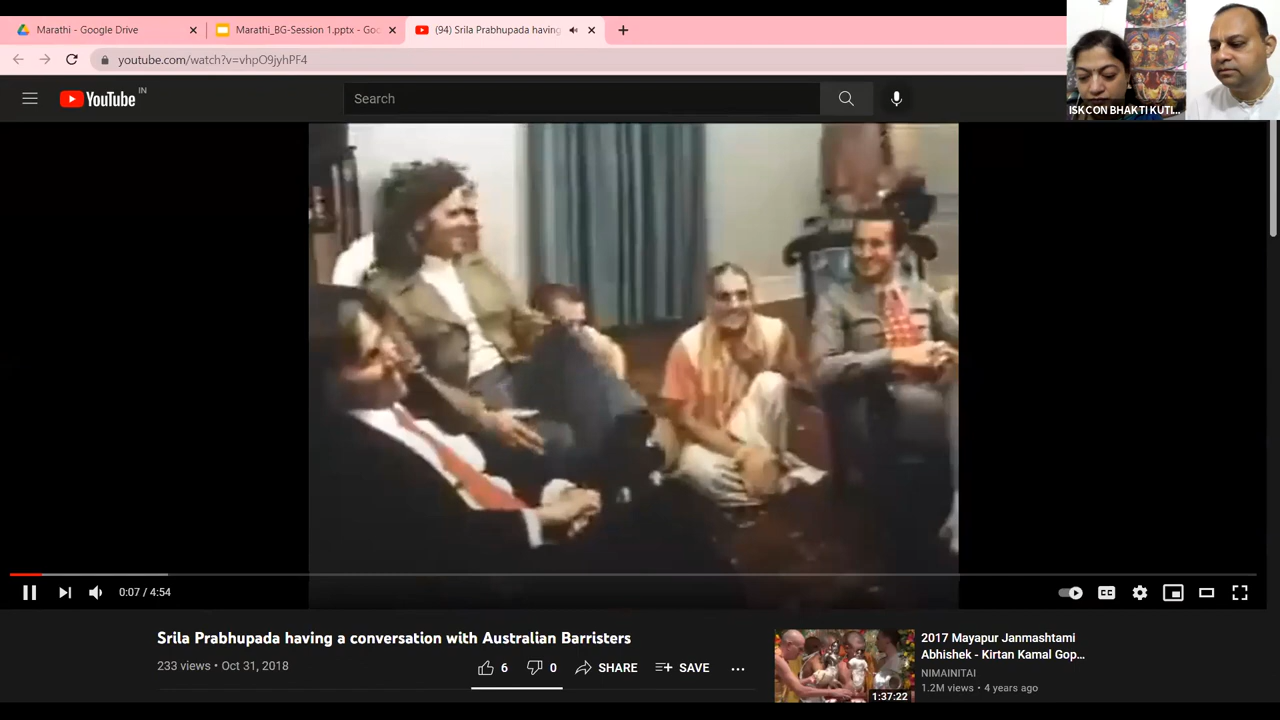 Marathi - Google Drive
Marathi_BG-Session 1.pptx - Goo
(94) Srila Prabhupada having
youtube.com/watch?v=vhpO9jyhPF4
YouTube IN
Search
ISKCON BHAKTI KUTI...
0:07 / 4:54
CC
Srila Prabhupada having a conversation with Australian Barristers
233 views • Oct 31, 2018
6 0 SHARE SAVE ...
2017 Mayapur Janmashtami
Abhishek - Kirtan Kamal Gop...
NIMAINITAI
1.2M views • 4 years ago
1:37:22